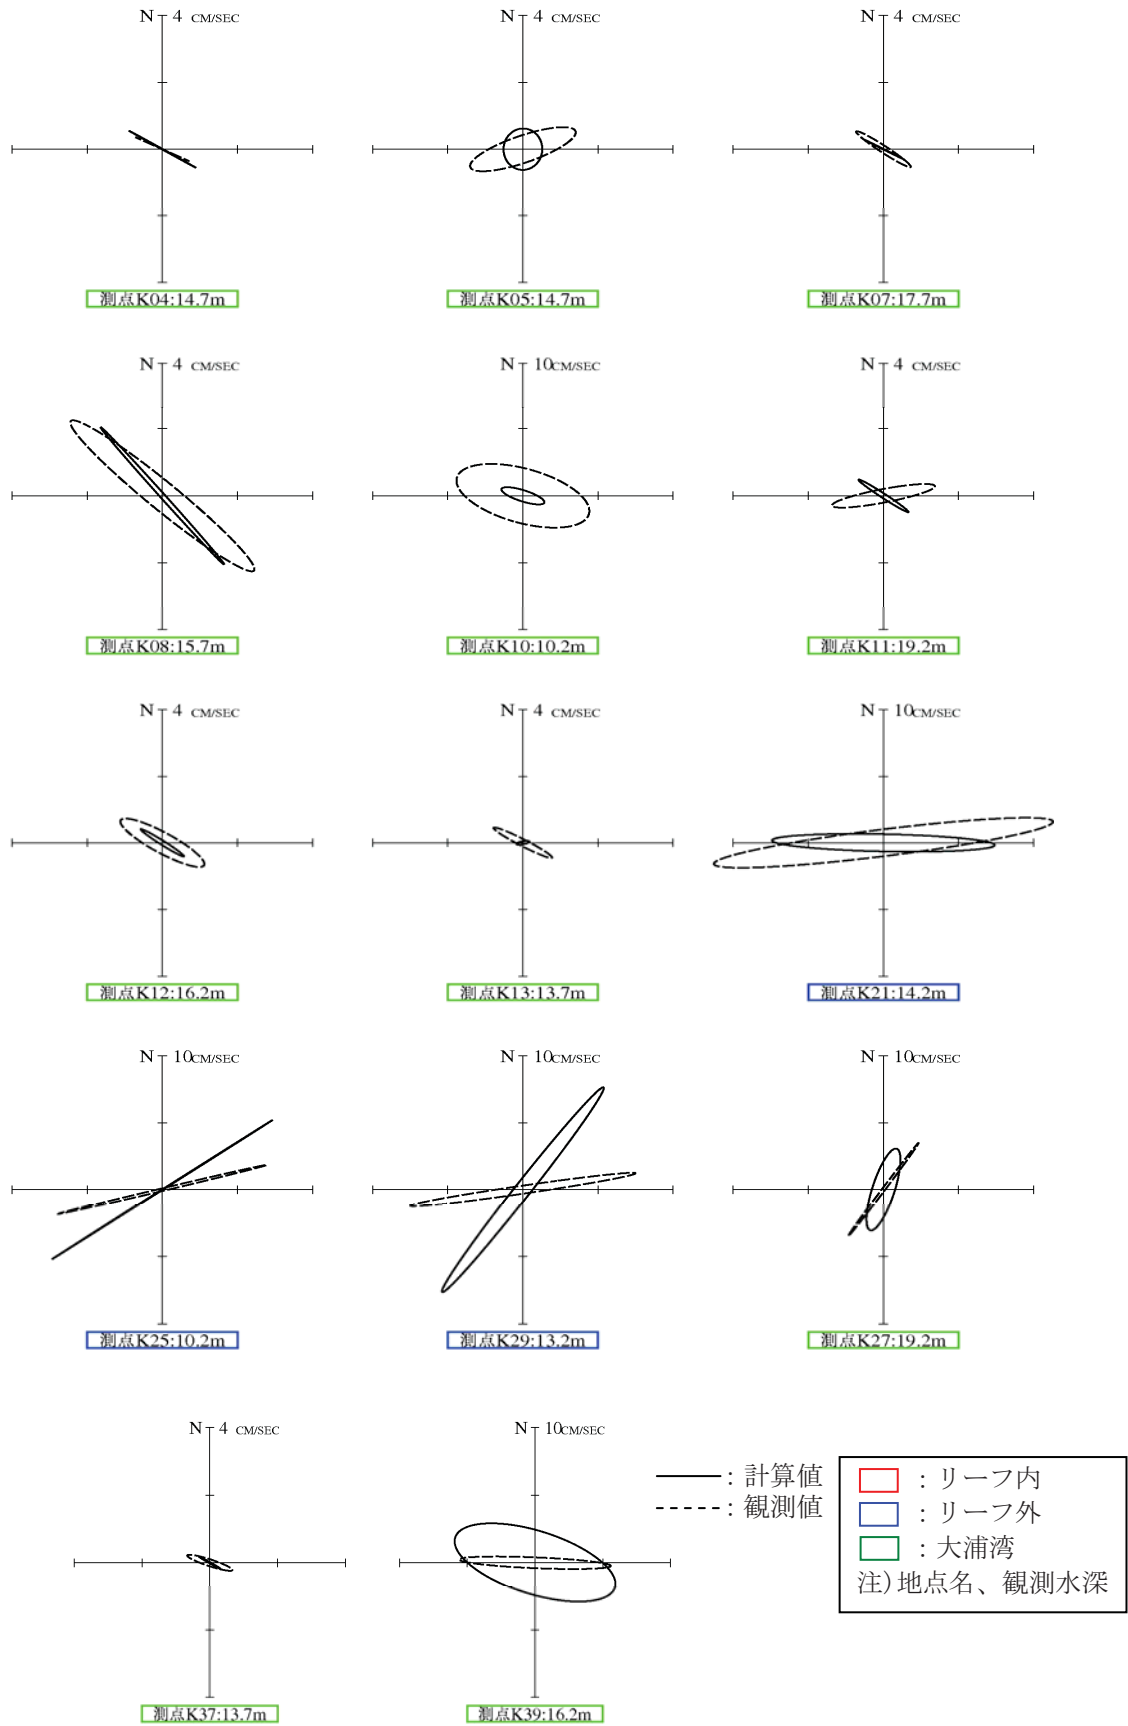 N 4 CM/SEC
N 4 CM/SEC
N 4 CM/SEC
測点K04:14.7m
測点K05:14.7m
測点K07:17.7m
N 4 CM/SEC
N 10CM/SEC
N 4 CM/SEC
測点K08:15.7m
測点K10:10.2m
測点K11:19.2m
N 4 CM/SEC
N 4 CM/SEC
N 10CM/SEC
測点K12:16.2m
測点K13:13.7m
測点K21:14.2m
N 10CM/SEC
N 10CM/SEC
N 10CM/SEC
測点K25:10.2m
測点K29:13.2m
測点K27:19.2m
N 4 CM/SEC
N 10CM/SEC
測点K37:13.7m
測点K39:16.2m
:計算値
:観測値
:リーフ内
:リーフ外
:大浦湾
注)地点名、観測水深